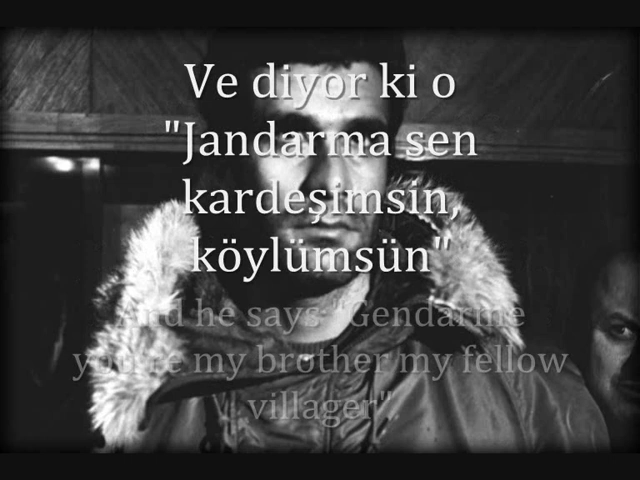 Ve diyor ki o
"Jandarma sen
kardeşimsin,
köylümsün"
And he says "Gendarme
you're my brother my fellow
villager"